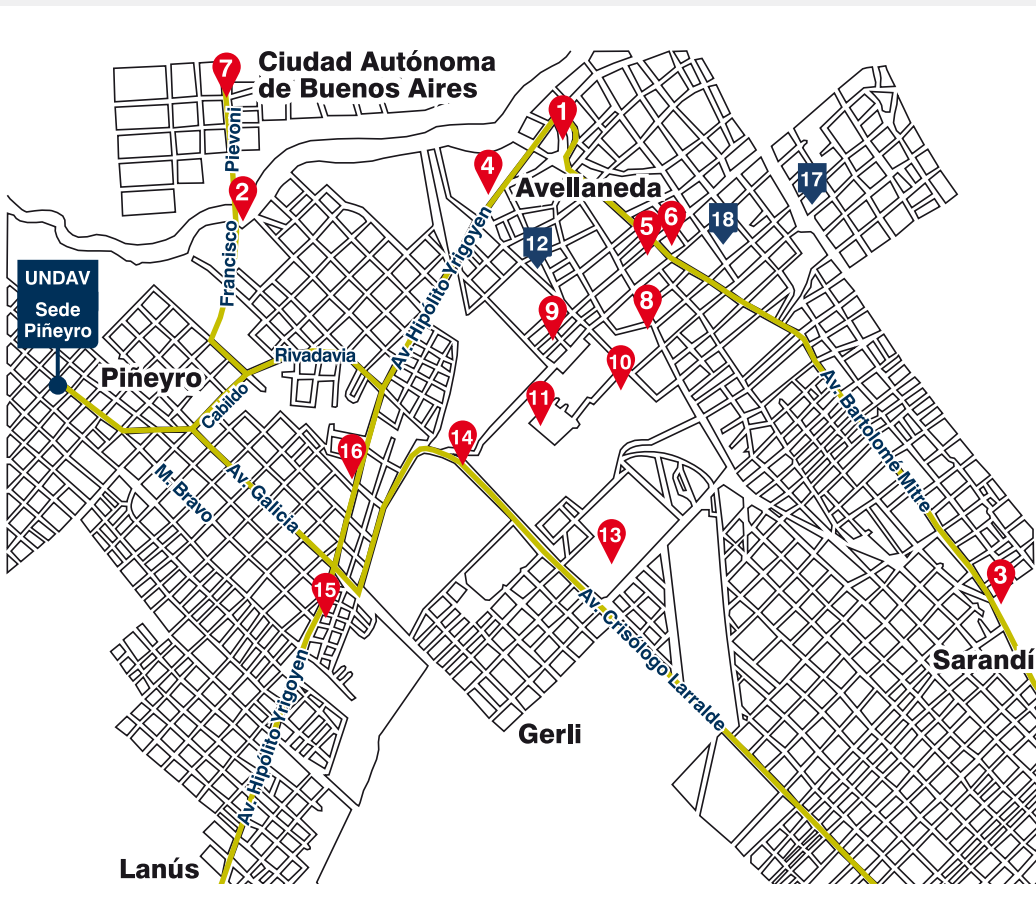 7
Ciudad Autónoma
de Buenos Aires
1
Pievoni
4
2
Avellaneda
17
6
18
5
12
Francisco
Av. Hipólito Yrigoyen
UNDAV
Sede
Piñeyro
8
9
Rivadavia
10
Piñeyro
Cabildo
11
Av. Bartolomé Mitre
14
16
M. Bravo
Av. Galicia
13
3
15
Av. Crisólogo Larralde
Sarandí
Av. Hipólito Yrigoyen
Gerli
Lanús